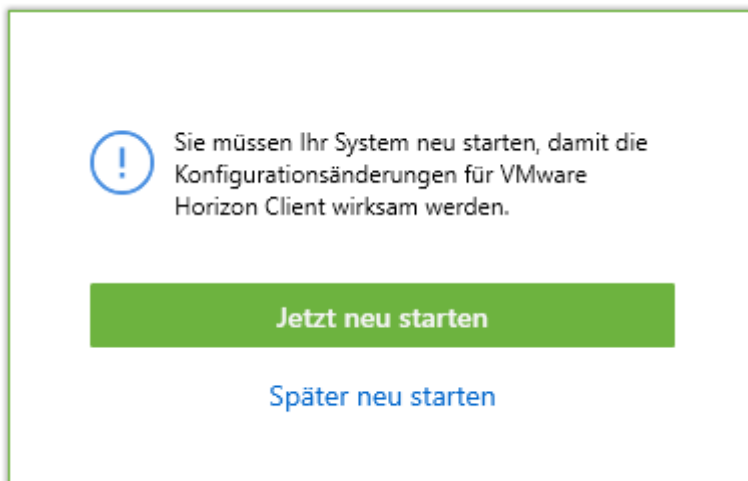 Sie müssen Ihr System neu starten, damit die
Konfigurationsänderungen für VMware
Horizon Client wirksam werden.
Jetzt neu starten
Später neu starten